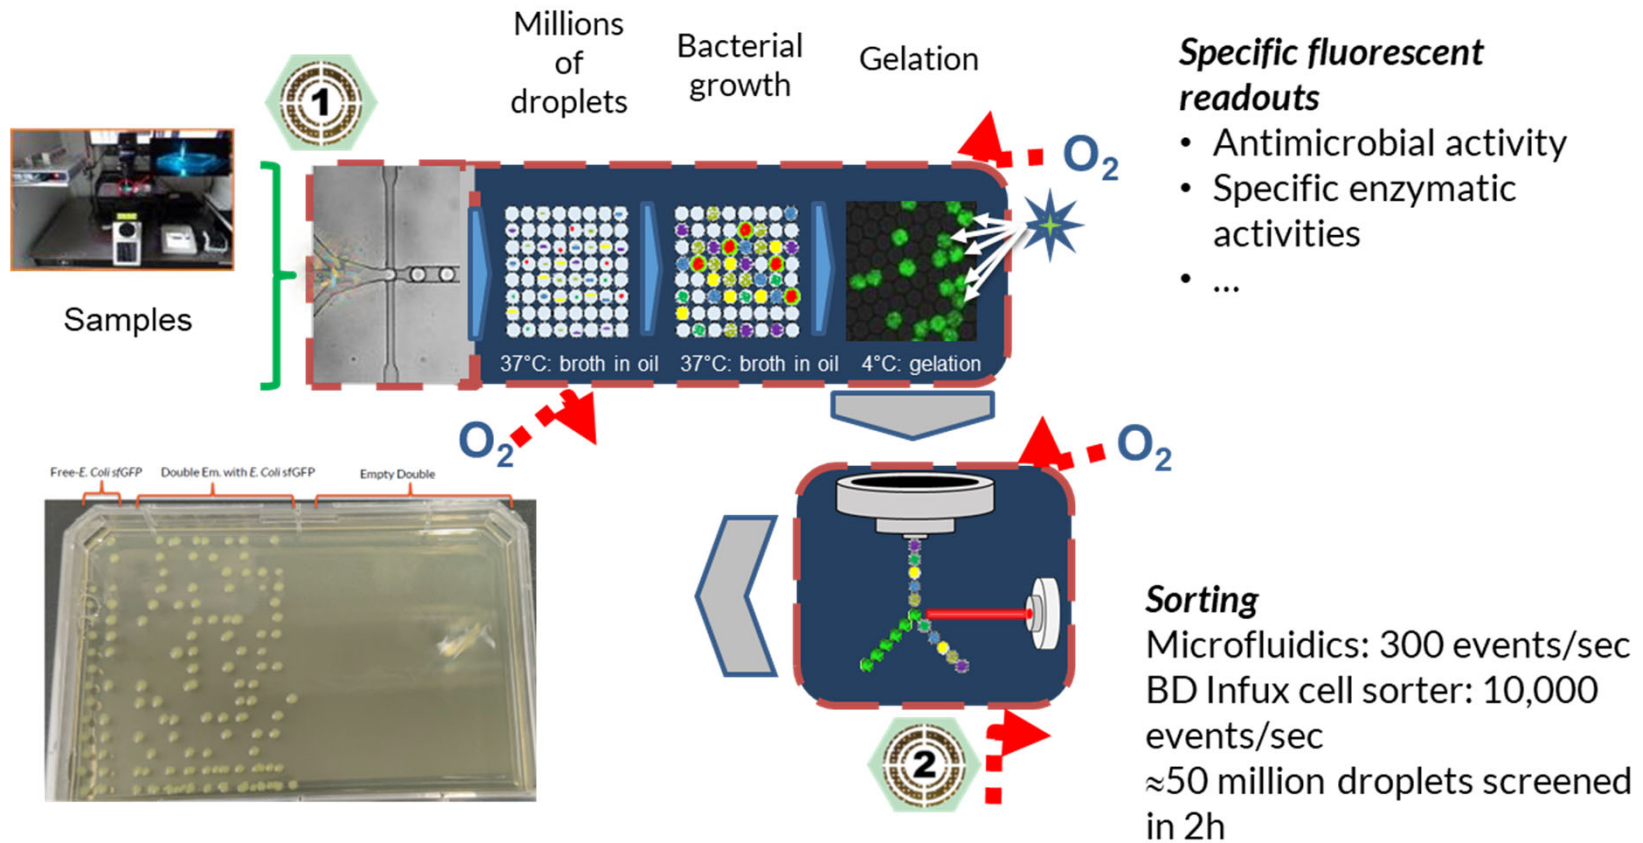 Millions
of
droplets
Bacterial
growth
Gelation
1
Samples
O2
37°C: broth in oil
37°C: broth in oil
4°C: gelation
Specific fluorescent
readouts
• Antimicrobial activity
• Specific enzymatic
activities
• ...
O2
O2
Free-E. Coli sfGFP
Double Em. with E. Coli sfGFP
Empty Double
2
Sorting
Microfluidics: 300 events/sec
BD Infux cell sorter: 10,000
events/sec
≈50 million droplets screened
in 2h